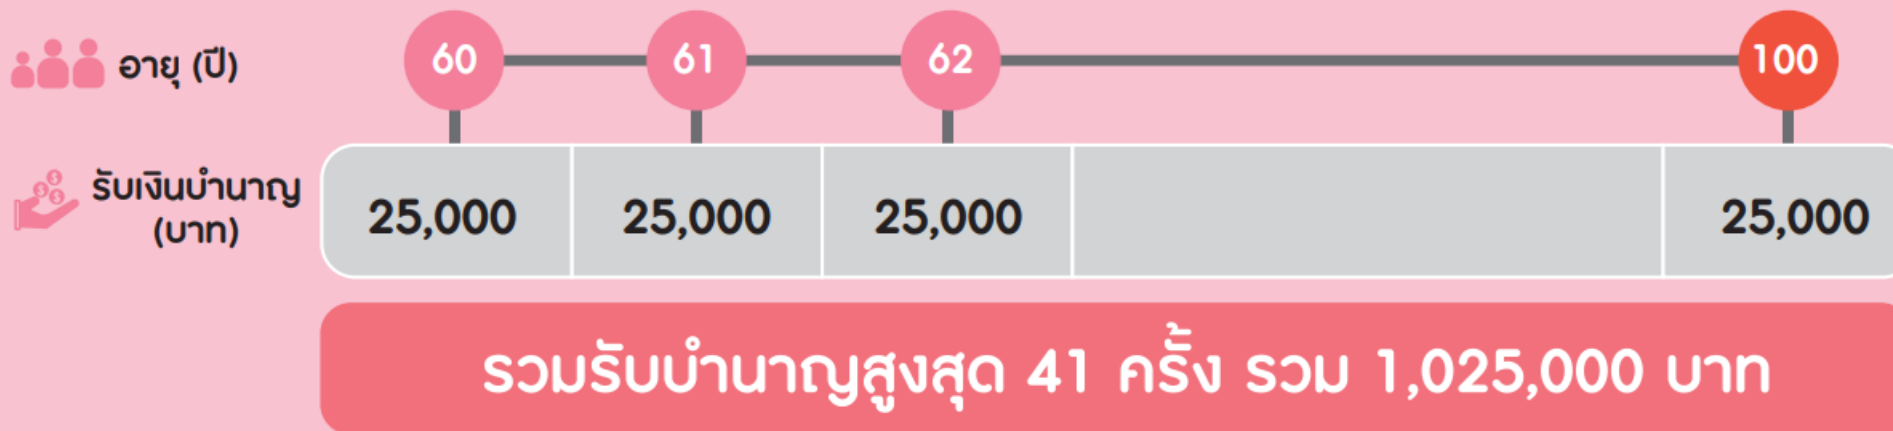 อายุ (ปี) 60 61 62 100
รับเงินบำนาญ
(บาท)
25,000 25,000 25,000 25,000
รวมรับบำนาญสูงสุด 41 ครั้ง รวม 1,025,000 บาท